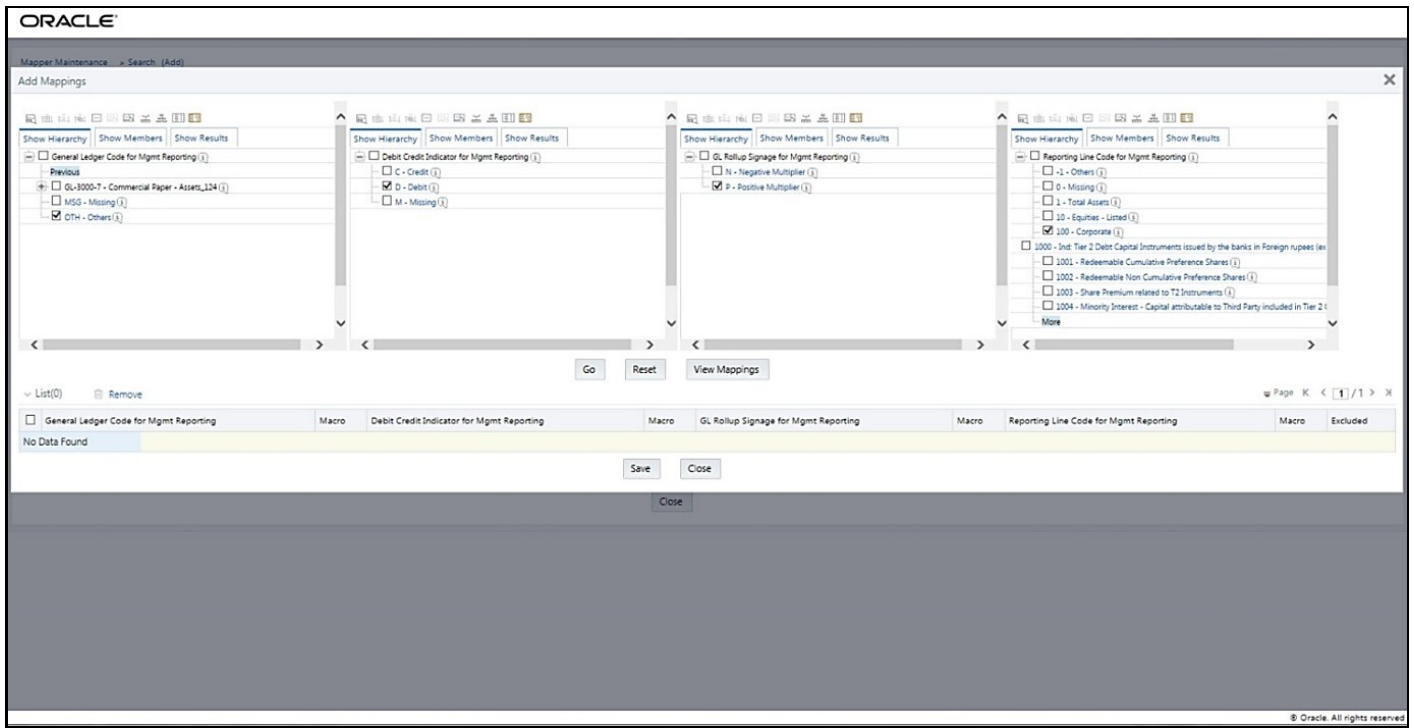 ORACLE
Mapper Maintenance » Search (Add)
Add Mappings
Show Hierarchy Show Members Show Results
General Ledger Code for Mgmt Reporting
Previous
GL-3000-7 - Commercial Paper - Assets_124
MSG - Missing
OTH - Others
Show Hierarchy Show Members Show Results
Debit Credit Indicator for Mgmt Reporting
C - Credit
D - Debit
M - Missing
Show Hierarchy Show Members Show Results
GL Rollup Signage for Mgmt Reporting
N - Negative Multiplier
P - Positive Multiplier
Show Hierarchy Show Members Show Results
Reporting Line Code for Mgmt Reporting
-1 - Others
0 - Missing
1 - Total Assets
10 - Equities - Listed
100 - Corporate
1000 - Ind: Tier 2 Debt Capital Instruments issued by the banks in Foreign rupees (ex
1001 - Redeemable Cumulative Preference Shares
1002 - Redeemable Non Cumulative Preference Shares
1003 - Share Premium related to T2 Instruments
1004 - Minority Interest - Capital attributable to Third Party included in Tier 2
More
Go Reset View Mappings
List(0) Remove Page 1 / 1
General Ledger Code for Mgmt Reporting Macro Debit Credit Indicator for Mgmt Reporting Macro GL Rollup Signage for Mgmt Reporting Macro Reporting Line Code for Mgmt Reporting Macro Excluded
No Data Found
Save Close
Close
© Oracle. All rights reserved